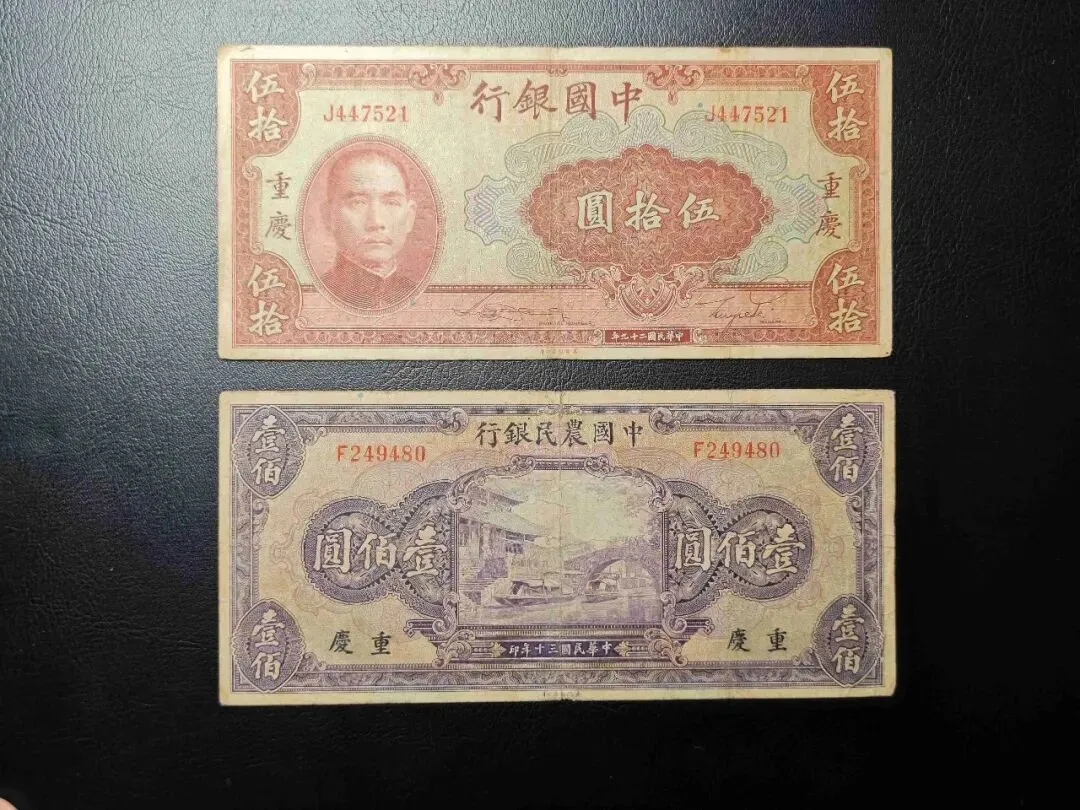 中國銀行
伍拾
伍拾
J447521
J447521
重慶
重慶
伍拾圓
伍拾
伍拾
中華民國二十九年
中國農民銀行
壹佰
壹佰
F249480
F249480
壹佰圓
壹佰圓
重慶
重慶
壹佰
壹佰
中華民國三十年印